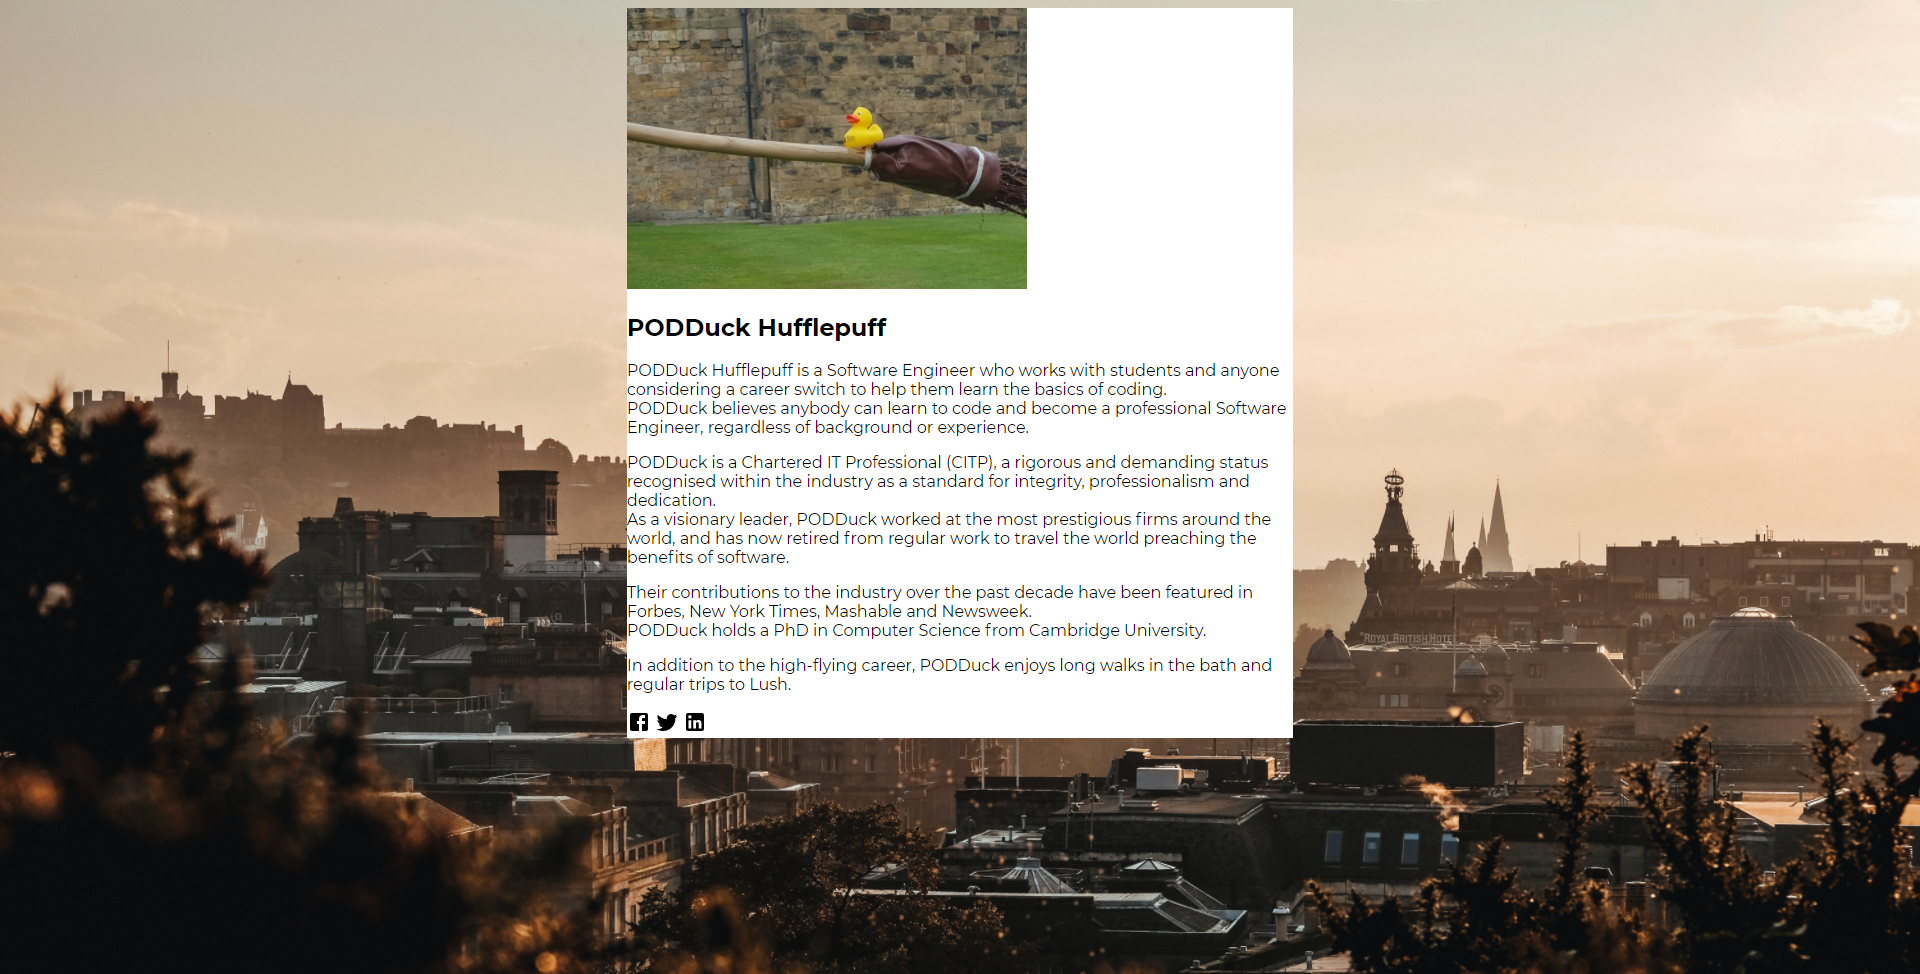 PODDuck Hufflepuff
PODDuck Hufflepuff is a Software Engineer who works with students and anyone
considering a career switch to help them learn the basics of coding.
PODDuck believes anybody can learn to code and become a professional Software
Engineer, regardless of background or experience.
PODDuck is a Chartered IT Professional (CITP), a rigorous and demanding status
recognised within the industry as a standard for integrity, professionalism and
dedication.
As a visionary leader, PODDuck worked at the most prestigious firms around the
world, and has now retired from regular work to travel the world preaching the
benefits of software.
Their contributions to the industry over the past decade have been featured in
Forbes, New York Times, Mashable and Newsweek.
PODDuck holds a PhD in Computer Science from Cambridge University.
In addition to the high-flying career, PODDuck enjoys long walks in the bath and
regular trips to Lush.
ROYAL BRITISH HOTEL